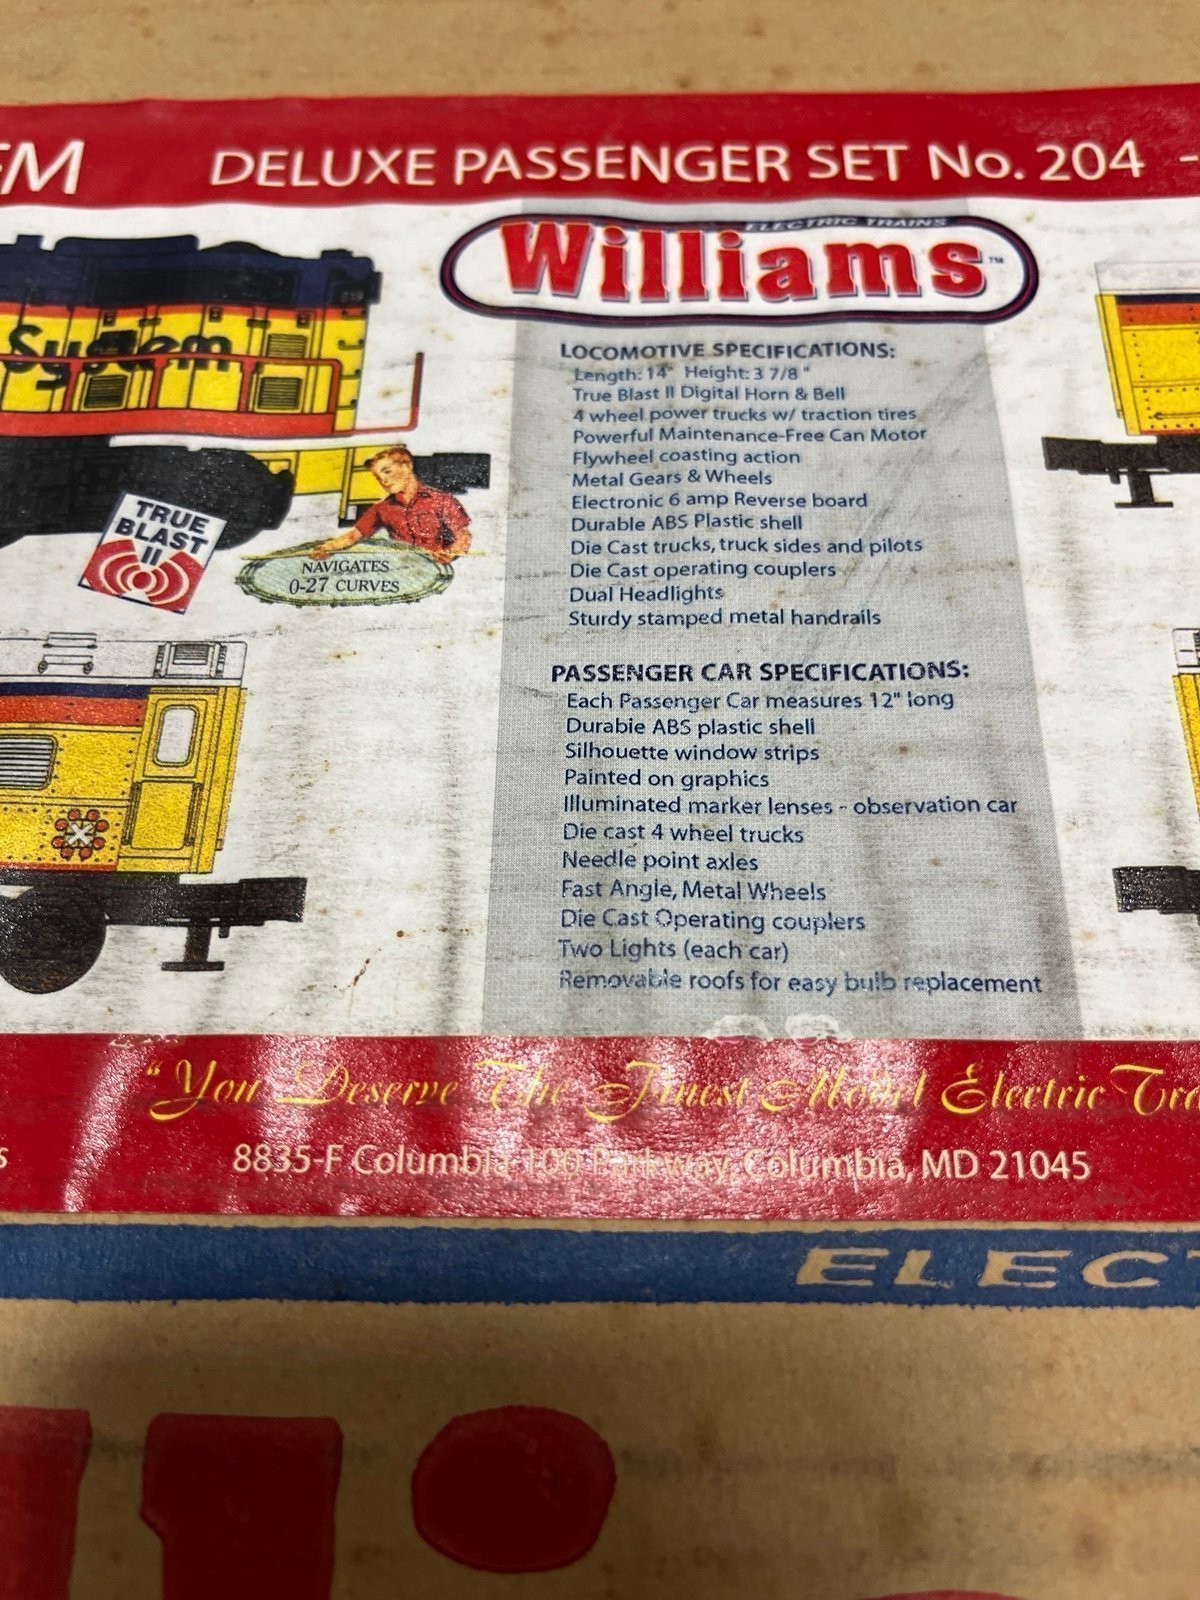 EM DELUXE PASSENGER SET No. 204 -
ELECTRIC TRAINS
Williams™
System
819
TRUE
BLAST
II
NAVIGATES
0-27 CURVES
LOCOMOTIVE SPECIFICATIONS:
Length: 14" Height: 3 7/8"
True Blast II Digital Horn & Bell
4 wheel power trucks w/ traction tires
Powerful Maintenance-Free Can Motor
Flywheel coasting action
Metal Gears & Wheels
Electronic 6 amp Reverse board
Durable ABS Plastic shell
Die Cast trucks, truck sides and pilots
Die Cast operating couplers
Dual Headlights
Sturdy stamped metal handrails
PASSENGER CAR SPECIFICATIONS:
Each Passenger Car measures 12" long
Durable ABS plastic shell
Silhouette window strips
Painted on graphics
Illuminated marker lenses - observation car
Die cast 4 wheel trucks
Needle point axles
Fast Angle, Metal Wheels
Die Cast Operating couplers
Two Lights (each car)
Removable roofs for easy bulb replacement
"You Deserve The Finest Model Electric Tra
s 8835-F Columbia 100 Parkway, Columbia, MD 21045
ELECT